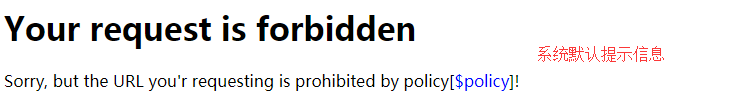 Your request is forbidden
系统默认提示信息
Sorry, but the URL you'r requesting is prohibited by policy[$policy]!